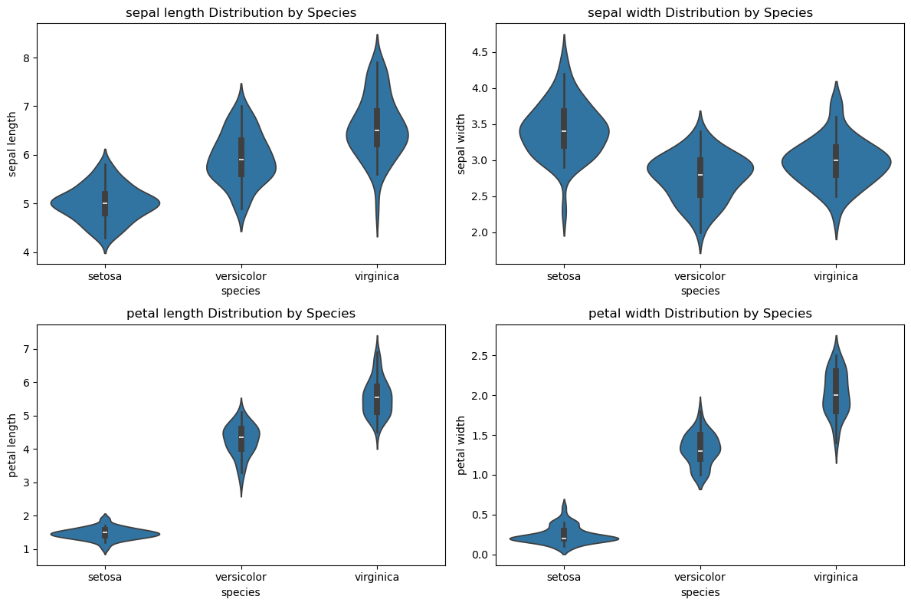 sepal length Distribution by Species
8
7
6
5
4
sepal length
setosa versicolor virginica
species
sepal width Distribution by Species
4.5
4.0
3.5
3.0
2.5
2.0
sepal width
setosa versicolor virginica
species
petal length Distribution by Species
7
6
5
4
3
2
1
petal length
setosa versicolor virginica
species
petal width Distribution by Species
2.5
2.0
1.5
1.0
0.5
0.0
petal width
setosa versicolor virginica
species